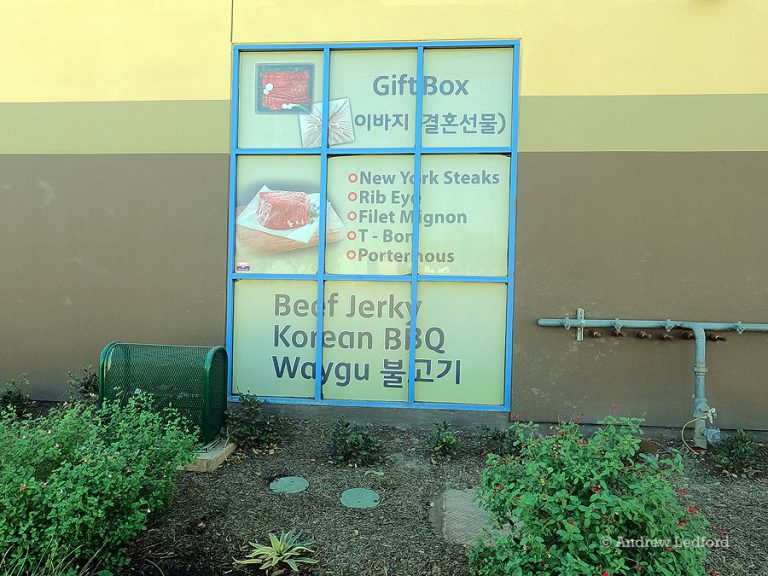 Gift Box
이바지 (결혼선물)
New York Steaks
Rib Eye
Filet Mignon
T - Bon
Porterhous
Beef Jerky
Korean BBQ
Waygu 불고기
© Andrew Ledford